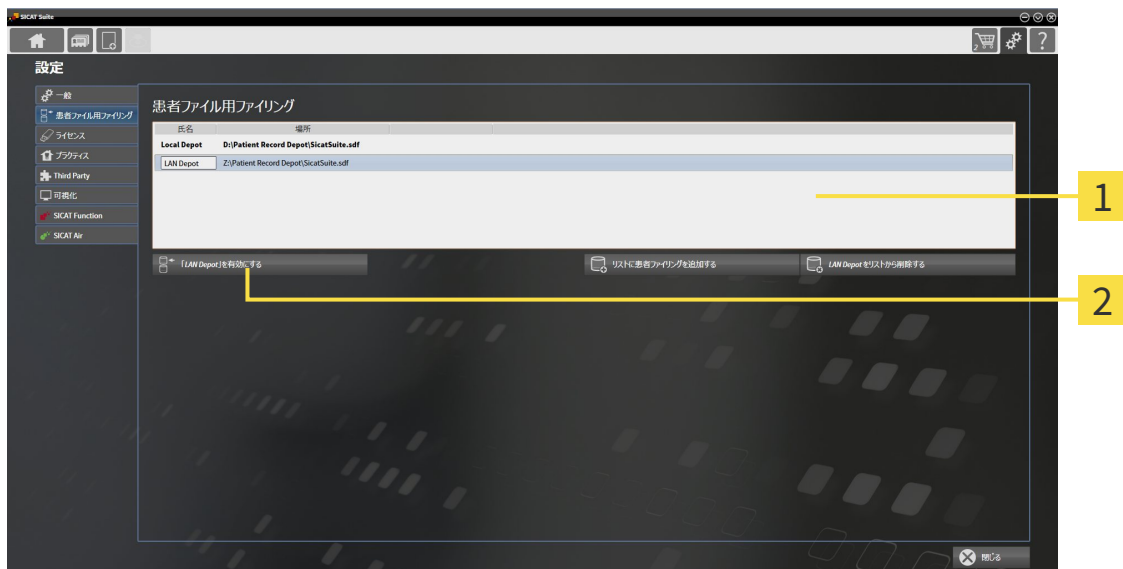 SICAT Suite
2
?
設定
一般
患者ファイル用ファイリング
ライセンス
プラクティス
Third Party
可視化
SICAT Function
SICAT Air
患者ファイル用ファイリング
氏名 場所
Local Depot D:\Patient Record Depot\SicatSuite.sdf
LAN Depot Z:\Patient Record Depot\SicatSuite.sdf
「LAN Depot」を有効にする
リストに患者ファイリングを追加する
LAN Depot をリストから削除する
閉じる
1
2